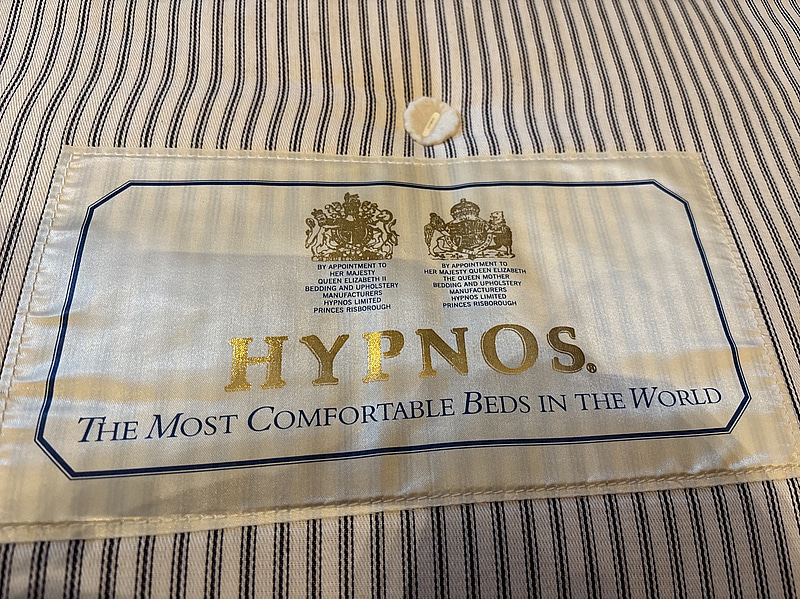 BY APPOINTMENT TO
HER MAJESTY
QUEEN ELIZABETH II
BEDDING AND UPHOLSTERY
MANUFACTURERS
HYPNOS LIMITED
PRINCES RISBOROUGH
BY APPOINTMENT TO
HER MAJESTY QUEEN ELIZABETH
THE QUEEN MOTHER
BEDDING AND UPHOLSTERY
MANUFACTURERS
HYPNOS LIMITED
PRINCES RISBOROUGH
HYPNOS®
THE MOST COMFORTABLE BEDS IN THE WORLD